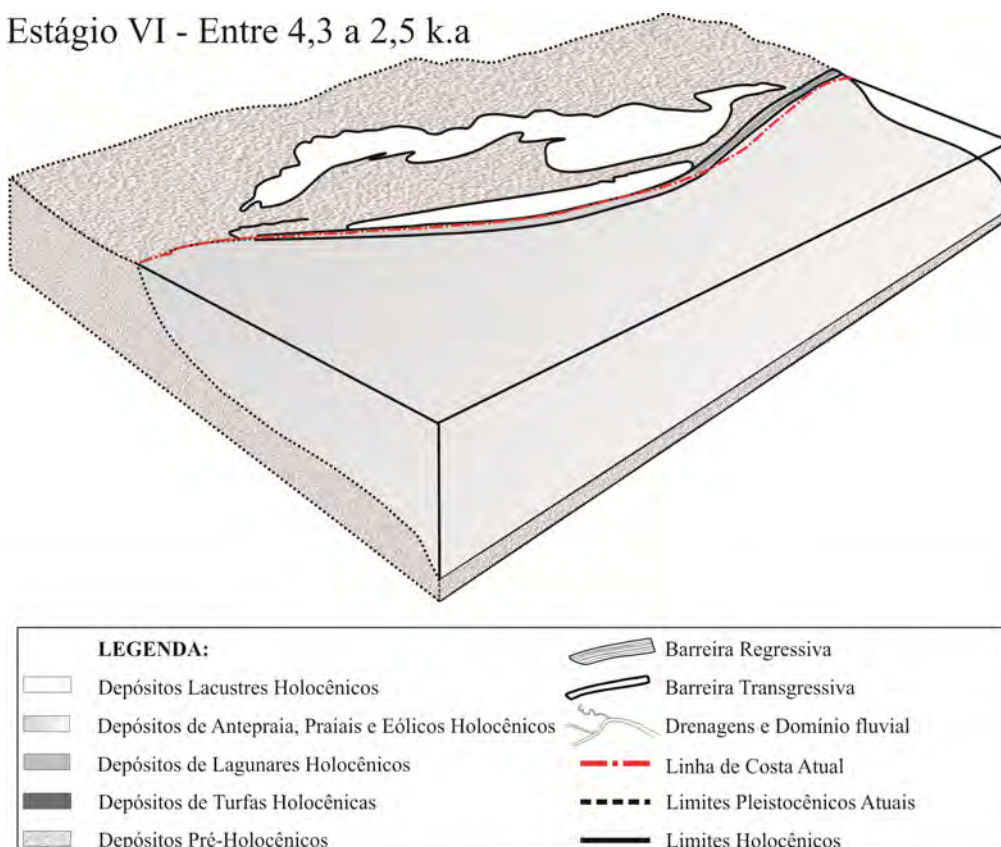 Estágio VI - Entre 4,3 a 2,5 k.a
LEGENDA:
Depósitos Lacustres Holocênicos
Depósitos de Antepraia, Praiais e Eólicos Holocênicos
Depósitos de Lagunares Holocênicos
Depósitos de Turfas Holocênicas
Depósitos Pré-Holocênicos
Barreira Regressiva
Barreira Transgressiva
Drenagens e Domínio fluvial
Linha de Costa Atual
Limites Pleistocênicos Atuais
Limites Holocênicos